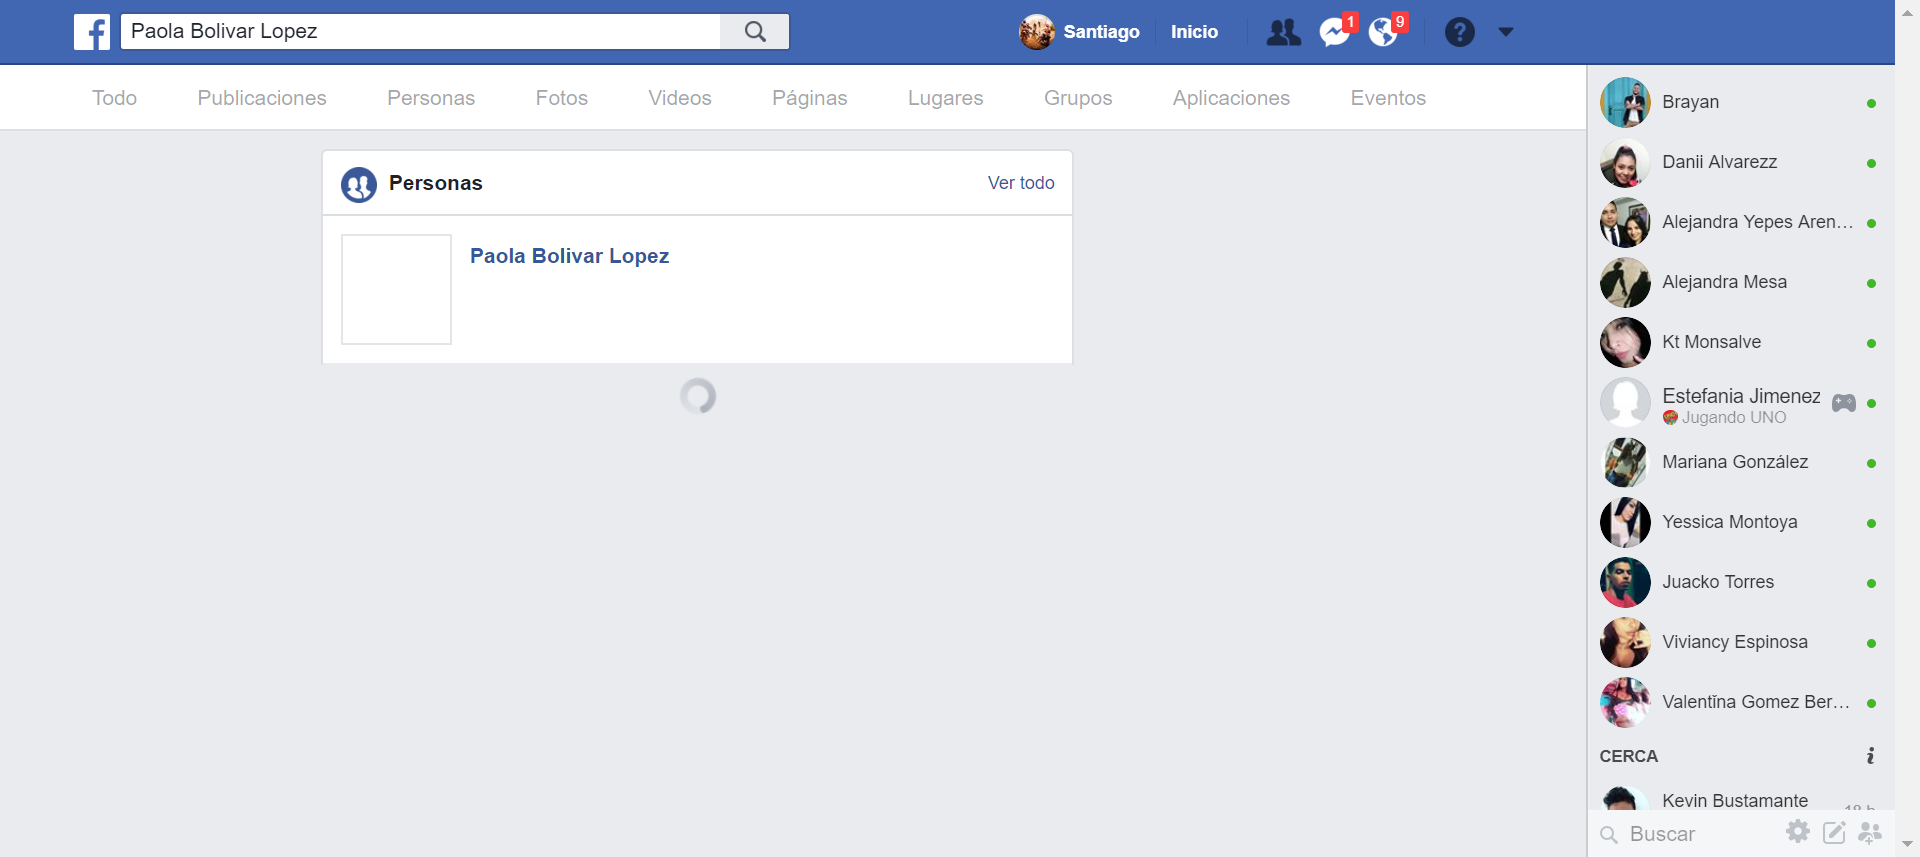 Paola Bolivar Lopez
Santiago
Inicio
1
9
?
Todo
Publicaciones
Personas
Fotos
Videos
Páginas
Lugares
Grupos
Aplicaciones
Eventos
Personas
Ver todo
Paola Bolivar Lopez
Brayan
Danii Alvarezz
Alejandra Yepes Aren...
Alejandra Mesa
Kt Monsalve
Estefania Jimenez
Jugando UNO
Mariana González
Yessica Montoya
Juacko Torres
Viviancy Espinosa
Valentĭna Gomez Ber...
CERCA
Kevin Bustamante
Buscar